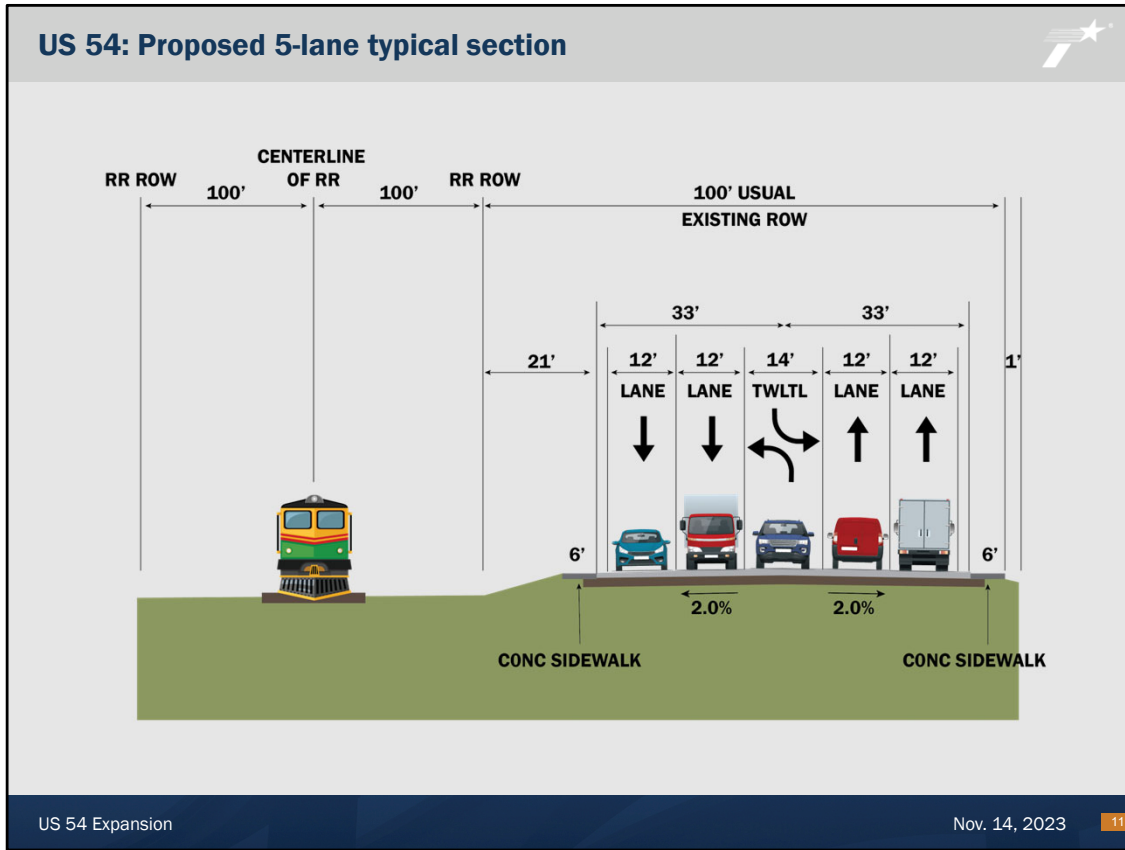 US 54: Proposed 5-lane typical section
CENTERLINE
RR ROW
OF RR
RR ROW
100'
100'
100' USUAL
EXISTING ROW
33'
33'
21'
12'
12'
14'
12'
12'
1'
LANE
LANE
TWLTL
LANE
LANE
6'
6'
2.0%
2.0%
CONC SIDEWALK
CONC SIDEWALK
US 54 Expansion
Nov. 14, 2023
11